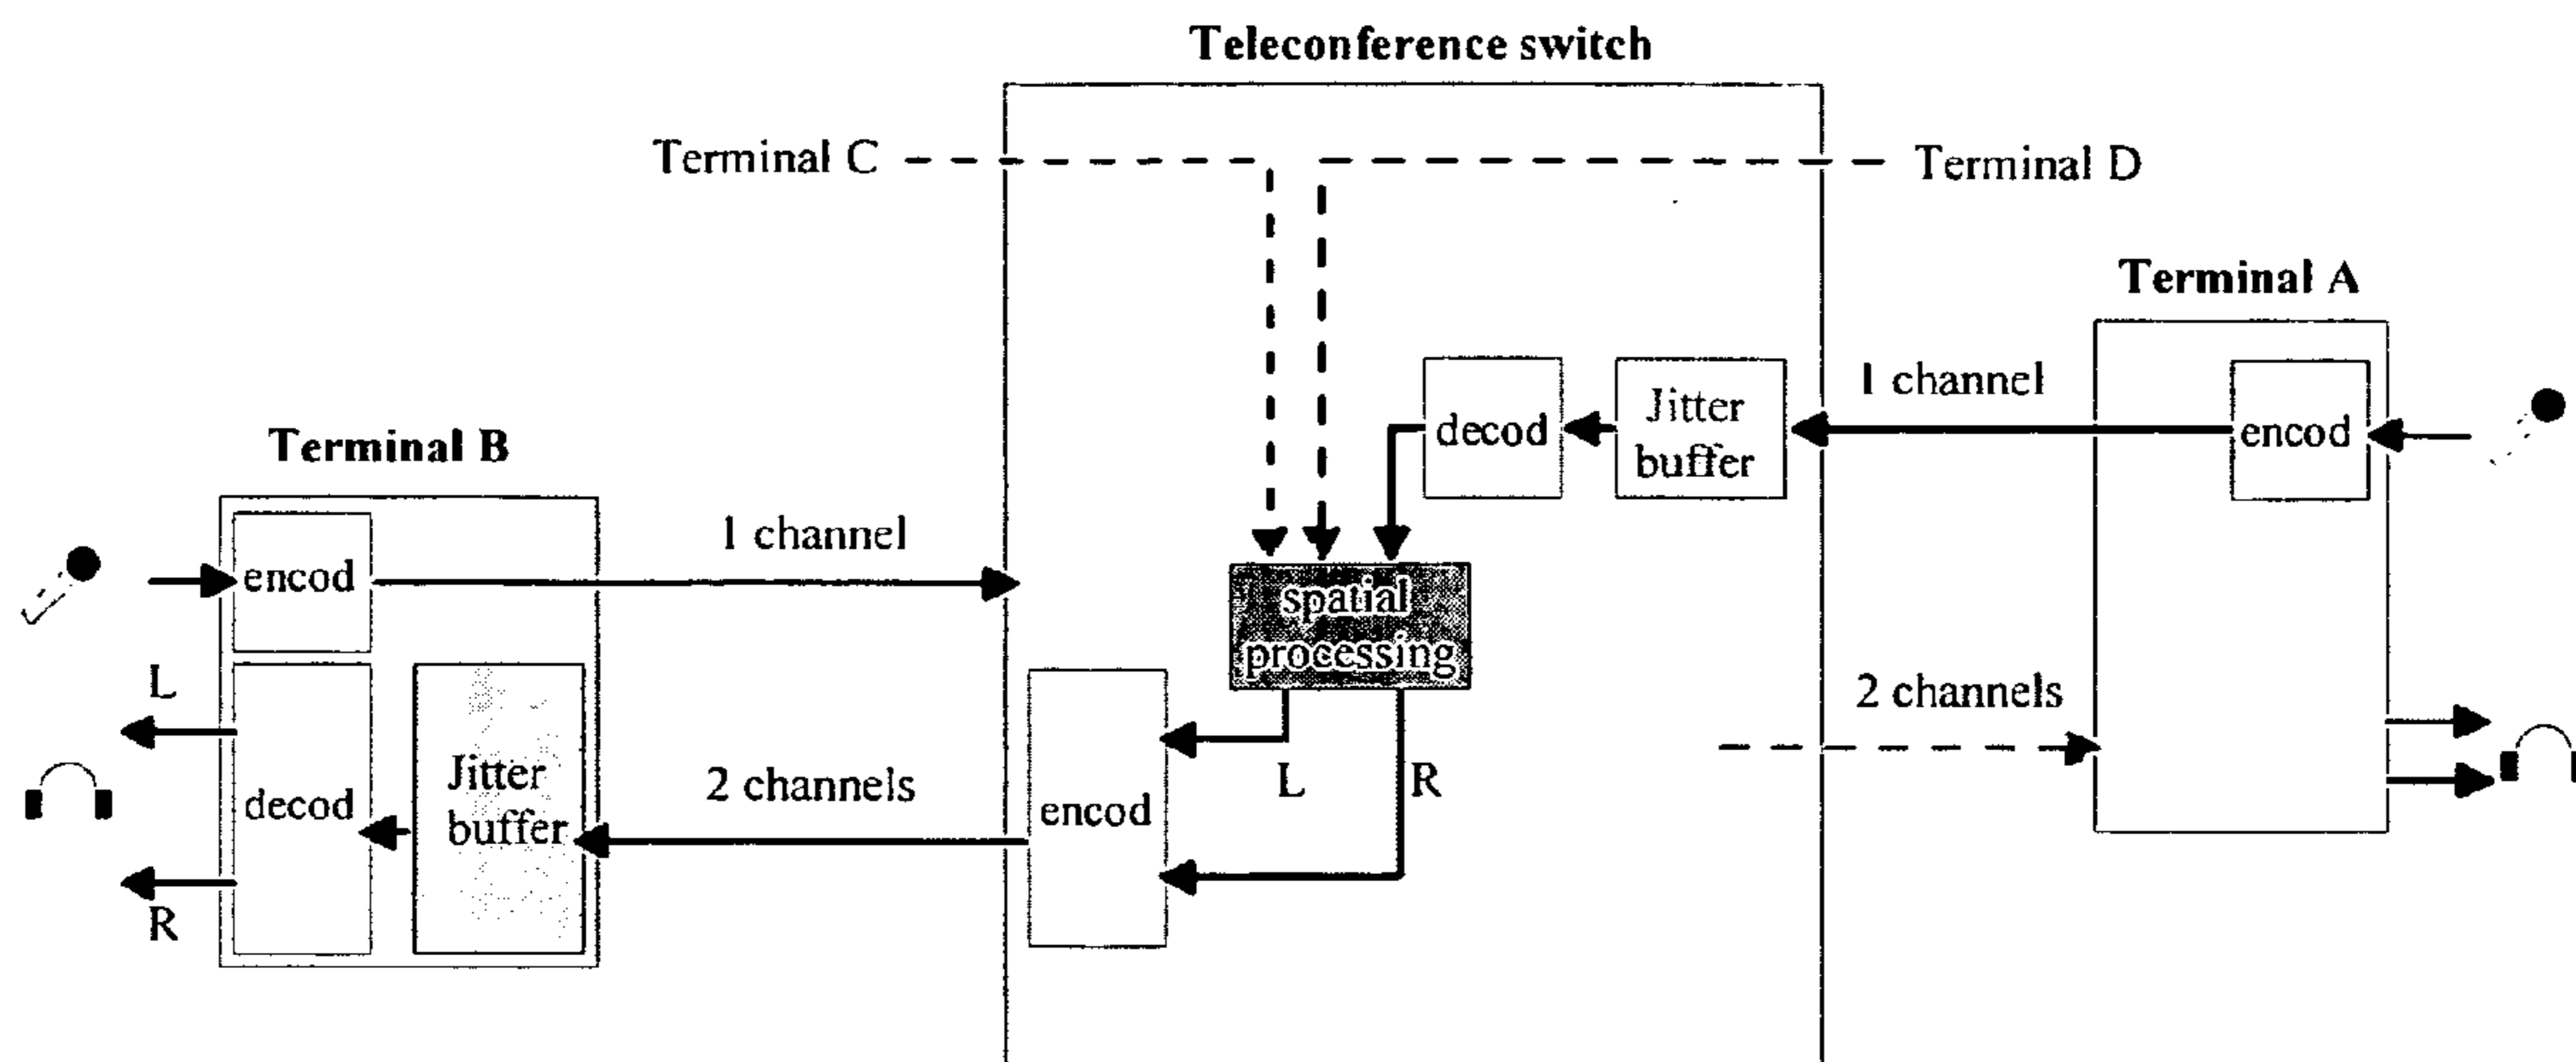 Teleconference switch
Terminal C
Terminal D
Terminal A
1 channel
Jitter
buffer
decod
encod
Terminal B
1 channel
encod
spatial
processing
L
2 channels
L
R
Jitter
buffer
decod
2 channels
encod
R